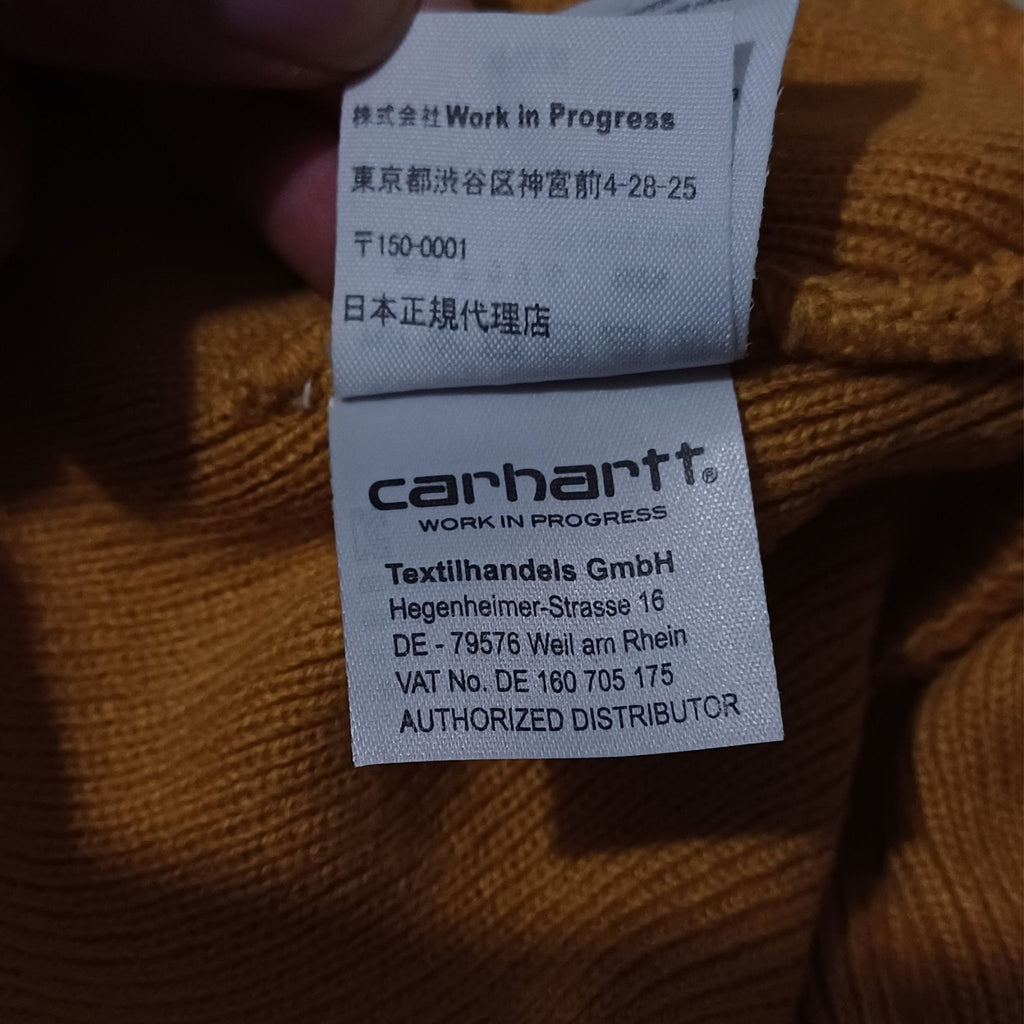 株式会社Work in Progress
東京都渋谷区神宮前4-28-25
〒150-0001
日本正規代理店
carhartt®
WORK IN PROGRESS
Textilhandels GmbH
Hegenheimer-Strasse 16
DE - 79576 Weil am Rhein
VAT No. DE 160 705 175
AUTHORIZED DISTRIBUTOR